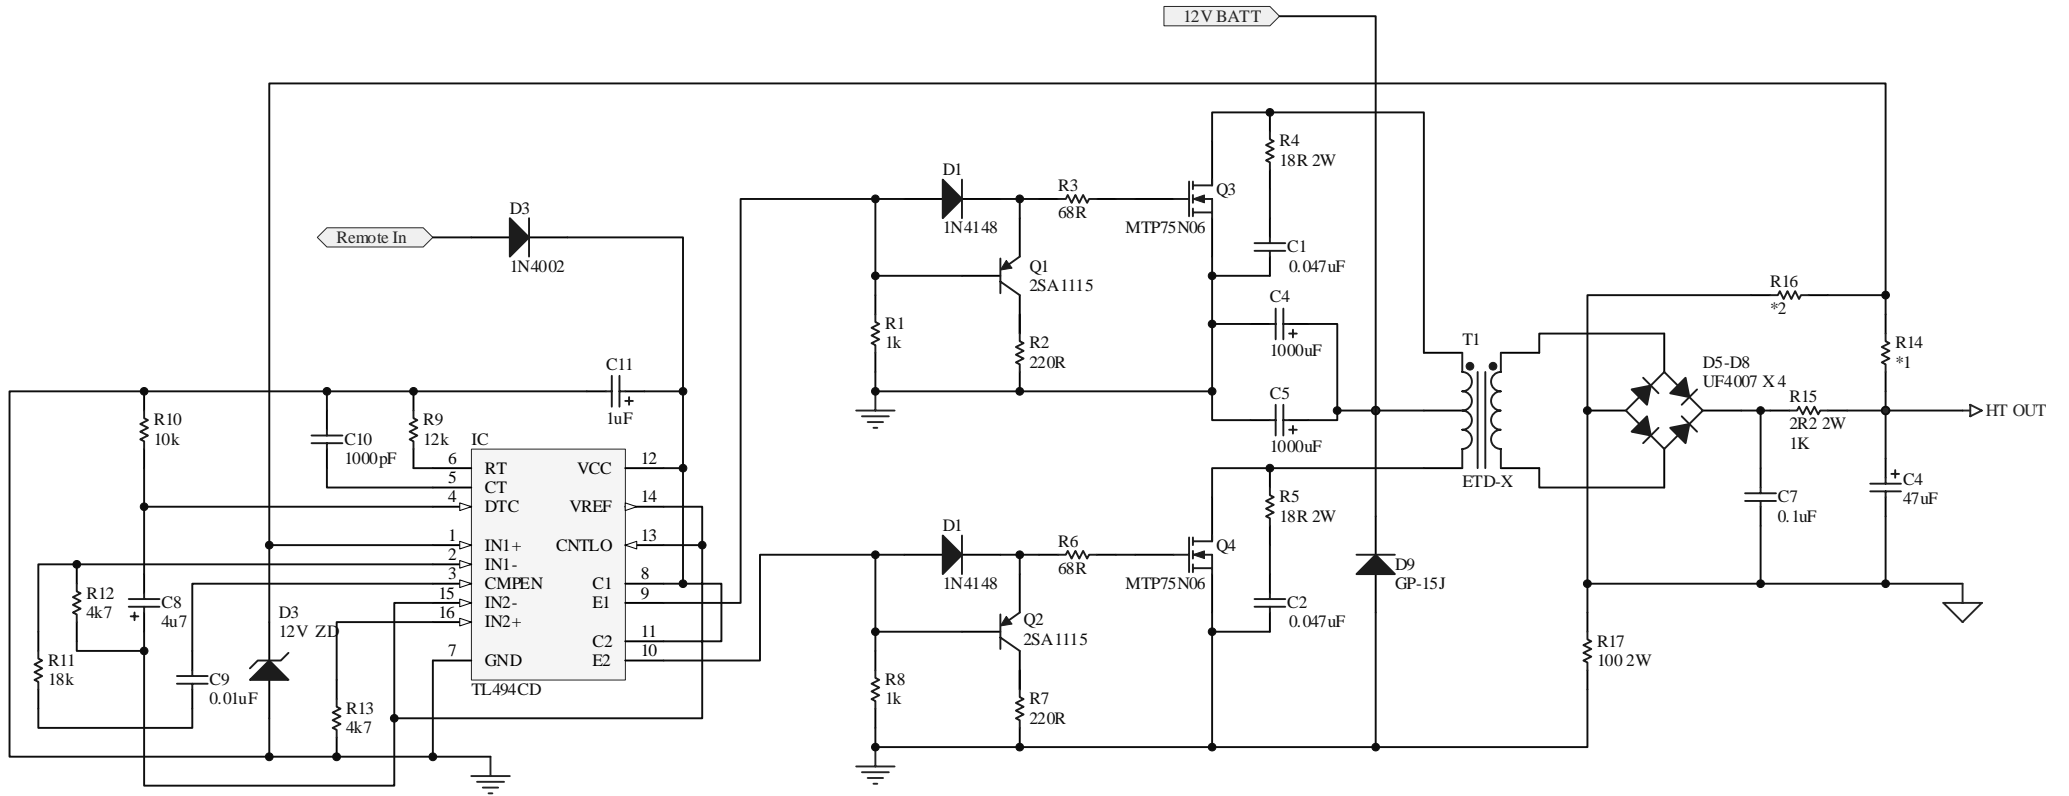 12V BATT
R4
18R 2W
D1
1N4148
R3
68R
Q3
MTP75N06
D3
1N4002
Remote In
C1
0.047uF
Q1
2SA1115
R16
*2
C4
1000uF
R1
1k
R2
220R
T1
R14
*1
C11
1uF
D5-D8
UF4007 X 4
C5
1000uF
R15
2R2 2W
1K
HT OUT
R10
10k
C10
1000pF
R9
12k
IC
6 RT VCC 12
5 CT
4 DTC VREF 14
1 IN1+ CNTLO 13
2 IN1-
3 CMPEN C1 8
15 IN2- E1 9
16 IN2+
C2 11
7 GND E2 10
TL494CD
ETD-X
R5
18R 2W
C7
0.1uF
C4
47uF
D1
1N4148
R6
68R
Q4
MTP75N06
D9
GP-15J
R12
4k7
C8
4u7
D3
12V ZD
C2
0.047uF
Q2
2SA1115
R11
18k
C9
0.01uF
R13
4k7
R8
1k
R7
220R
R17
100 2W